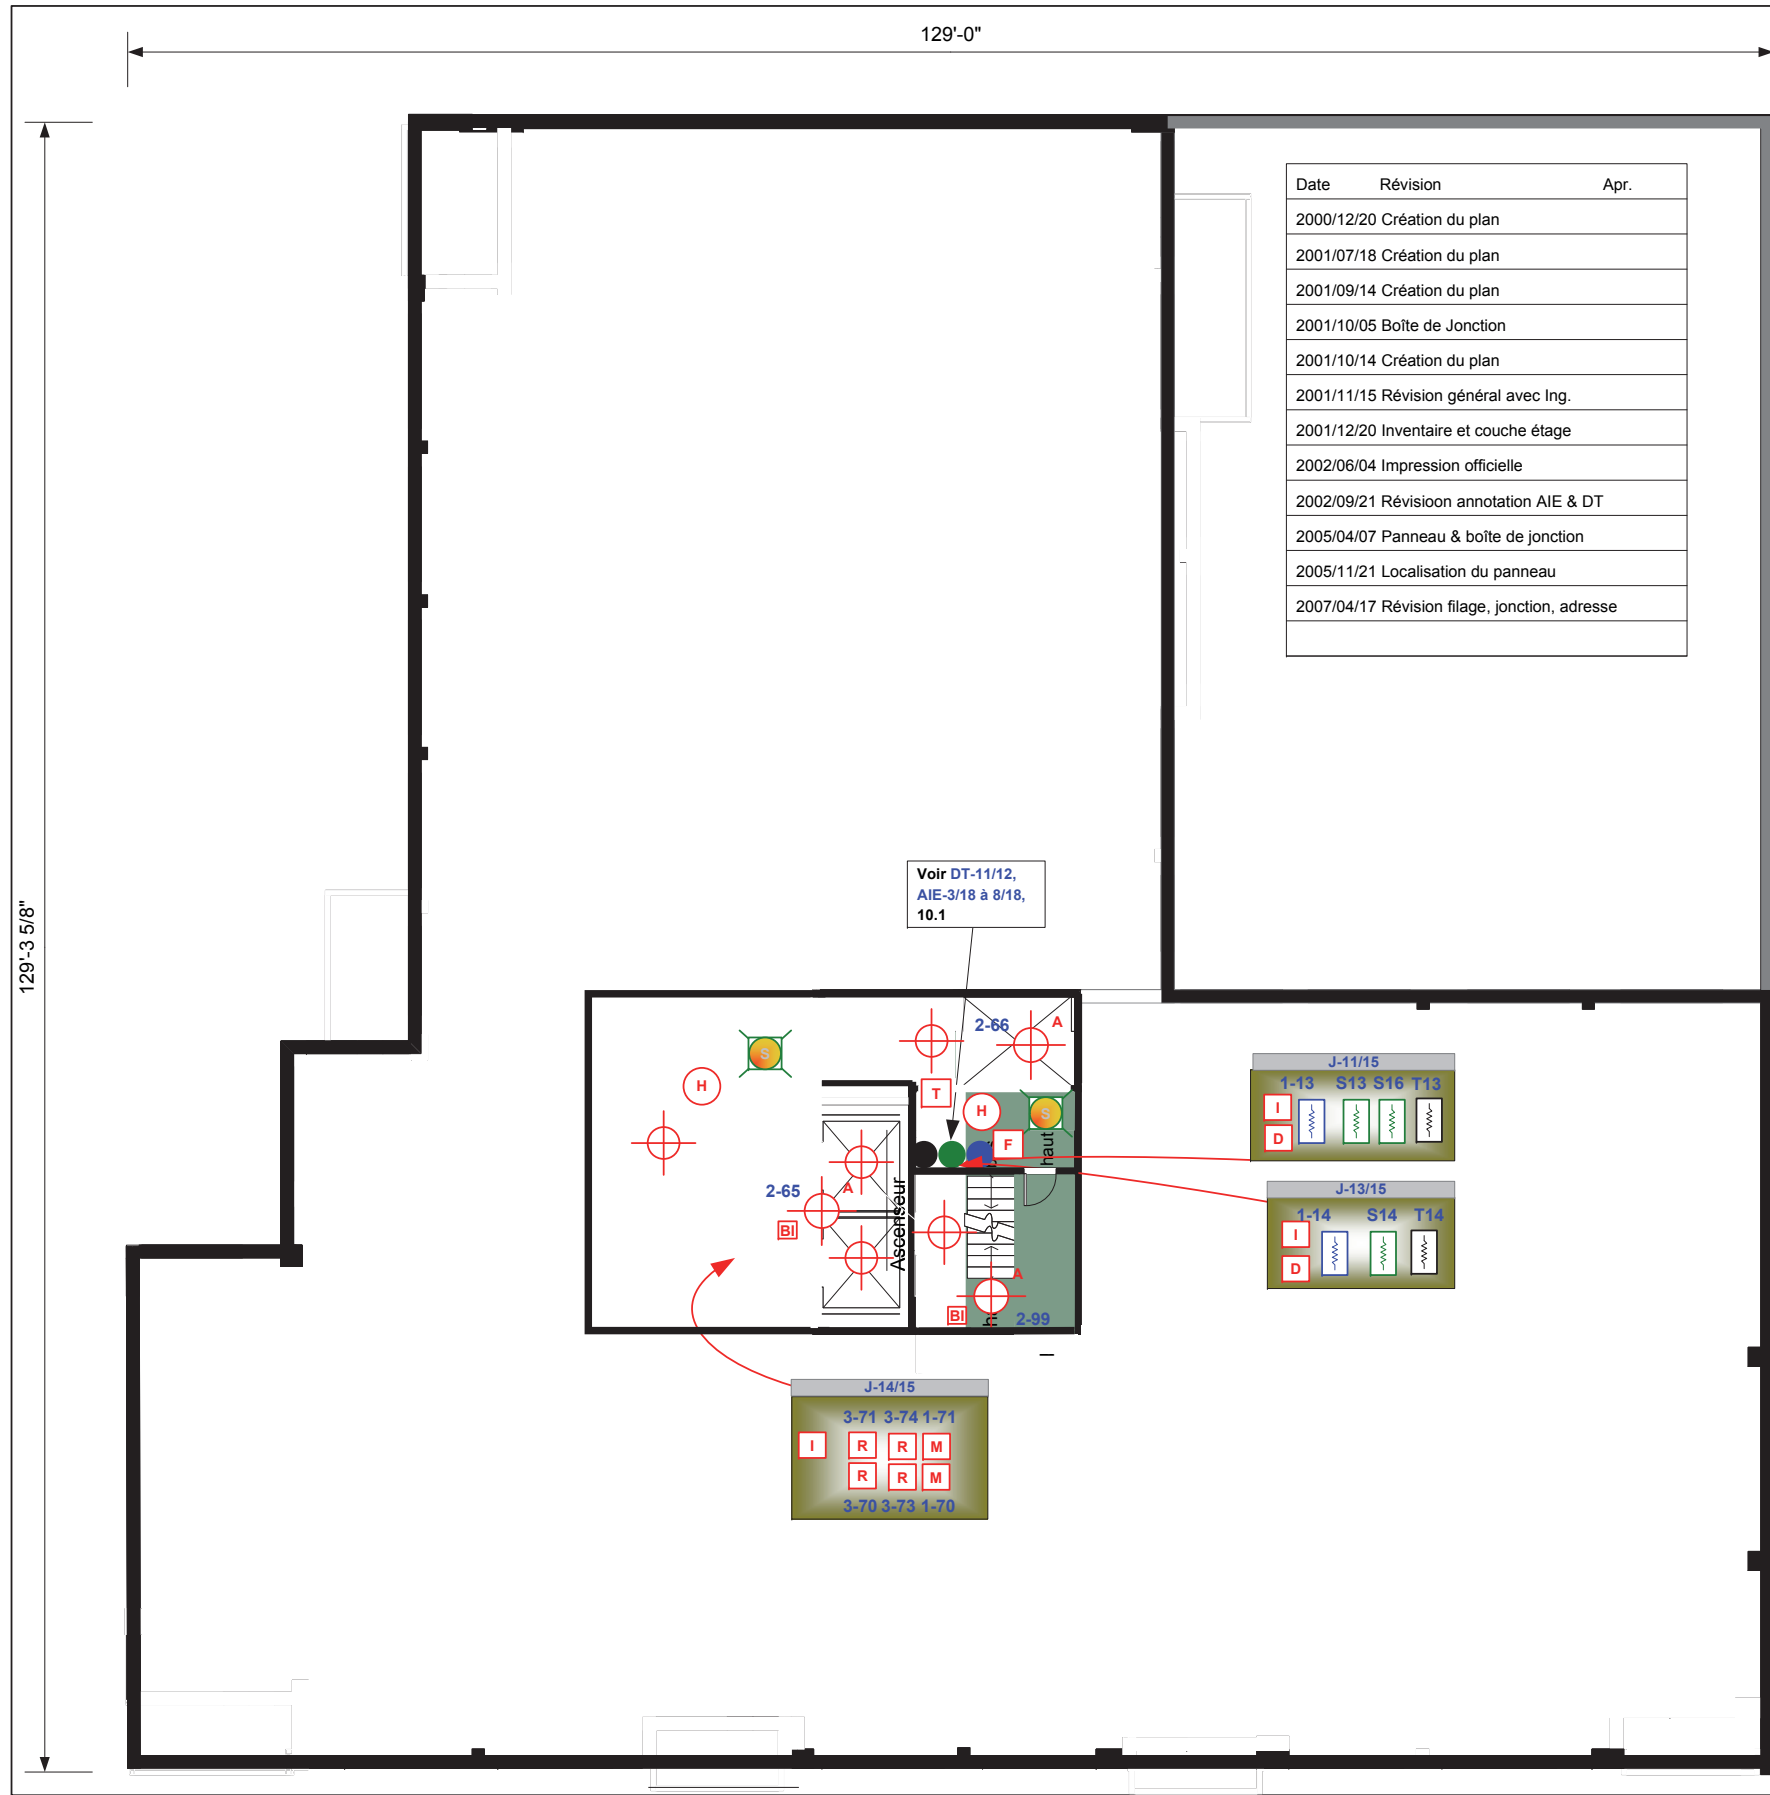 129'-0"
129'-3 5/8"
Date Révision Apr.
2000/12/20 Création du plan
2001/07/18 Création du plan
2001/09/14 Création du plan
2001/10/05 Boîte de Jonction
2001/10/14 Création du plan
2001/11/15 Révision général avec Ing.
2001/12/20 Inventaire et couche étage
2002/06/04 Impression officielle
2002/09/21 Révisioon annotation AIE & DT
2005/04/07 Panneau & boîte de jonction
2005/11/21 Localisation du panneau
2007/04/17 Révision filage, jonction, adresse
Voir DT-11/12,
AIE-3/18 à 8/18,
10.1
2-66 A
S
H
T
H
S
F
haut
A
2-65
BI
Ascenseur
A
BI
2-99
J-11/15
1-13 S13 S16 T13
I
D
J-13/15
1-14 S14 T14
I
D
J-14/15
3-71 3-74 1-71
I R R M
R R M
3-70 3-73 1-70